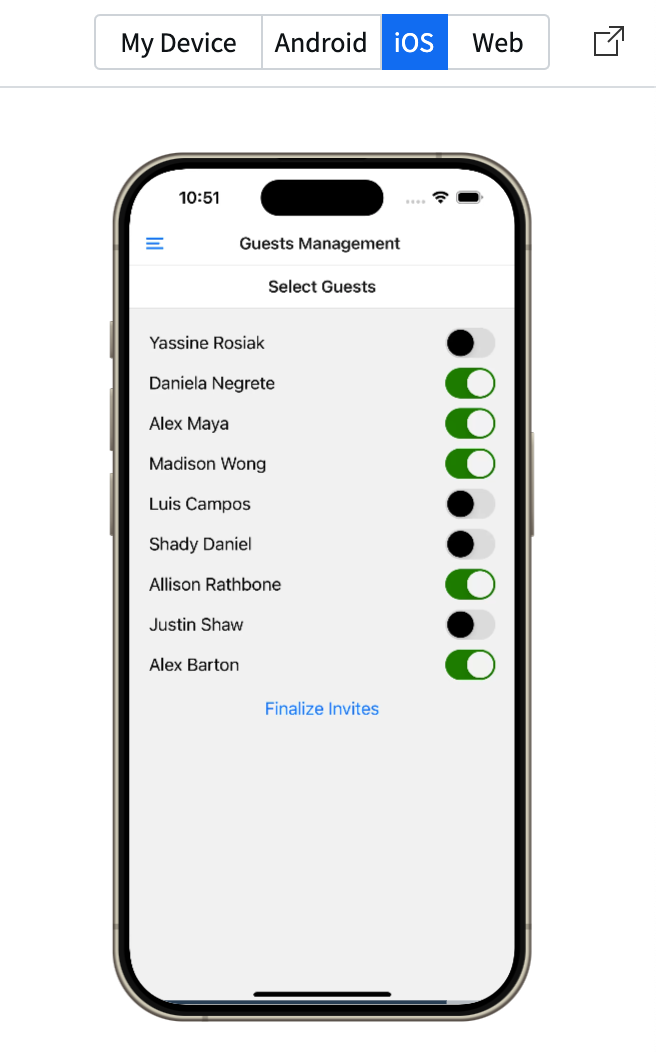 My Device Android iOS Web
10:51
Guests Management
Select Guests
Yassine Rosiak
Daniela Negrete
Alex Maya
Madison Wong
Luis Campos
Shady Daniel
Allison Rathbone
Justin Shaw
Alex Barton
Finalize Invites